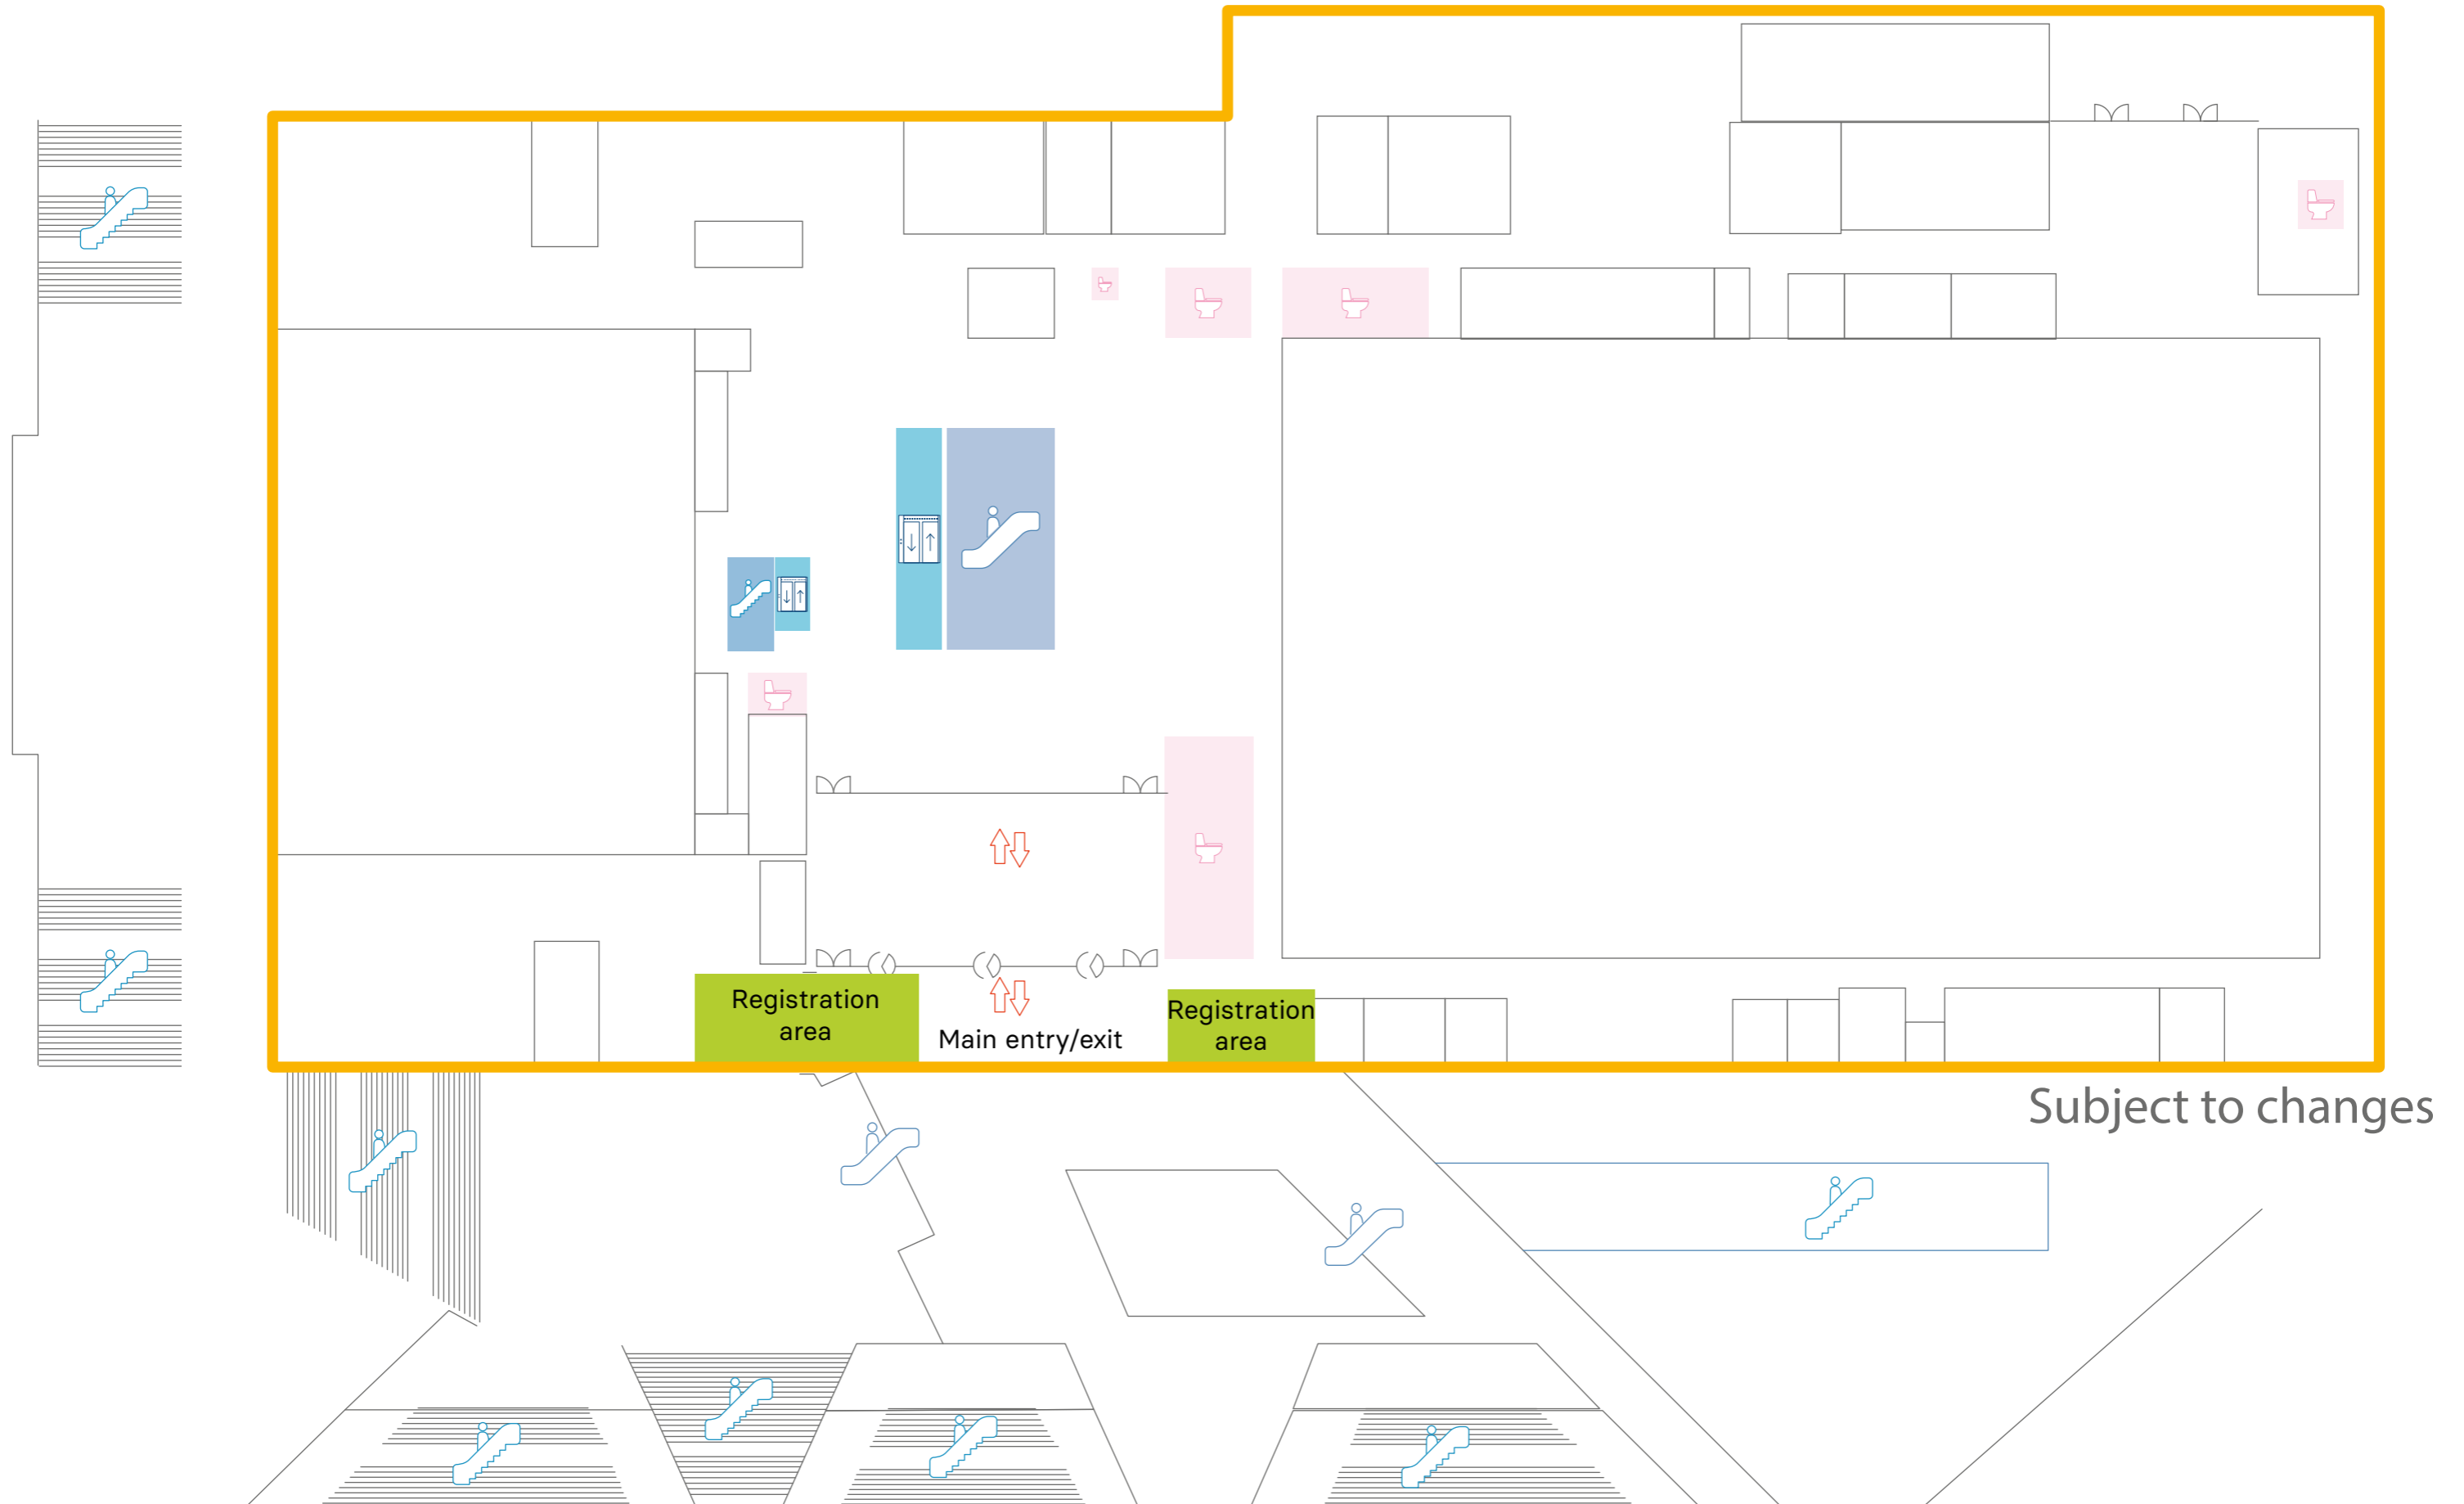 Registration
area
Main entry/exit
Registration
area
Subject to changes